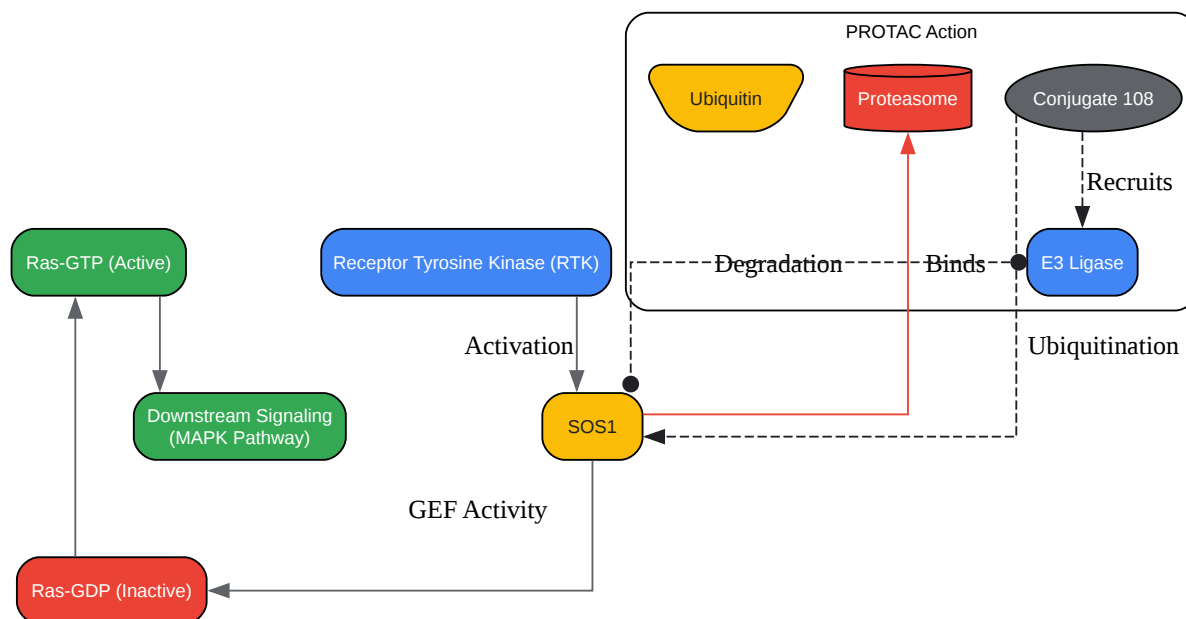 PROTAC Action
Ubiquitin
Proteasome
Conjugate 108
Recruits
Ras-GTP (Active)
Receptor Tyrosine Kinase (RTK)
Degradation
Binds
E3 Ligase
Activation
Ubiquitination
Downstream Signaling
(MAPK Pathway)
SOS1
GEF Activity
Ras-GDP (Inactive)